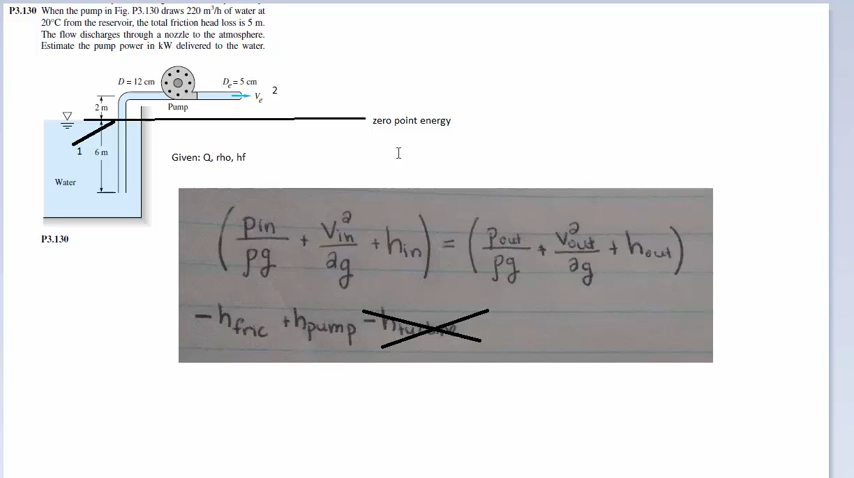 P3.130 When the pump in Fig. P3.130 draws 220 m³/h of water at
20°C from the reservoir, the total friction head loss is 5 m.
The flow discharges through a nozzle to the atmosphere.
Estimate the pump power in kW delivered to the water.
D = 12 cm
Dₑ = 5 cm
2
Vₑ
2 m
Pump
zero point energy
1
6 m
Given: Q, rho, hf
Water
(Pin/ρg + Vin²/2g + hin) = (Pout/ρg + Vout²/2g + hout)
-hfric + hpump -
P3.130